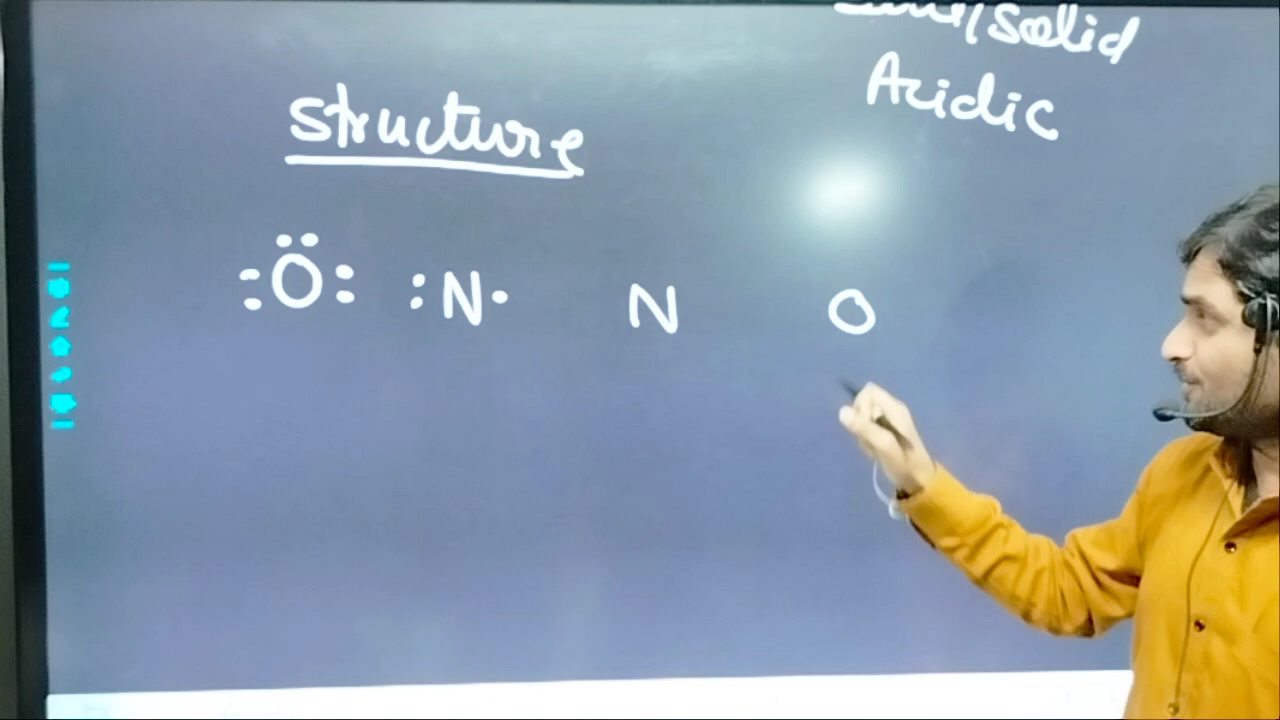 /Solid
Acidic
structure
:Ö: :N· N O